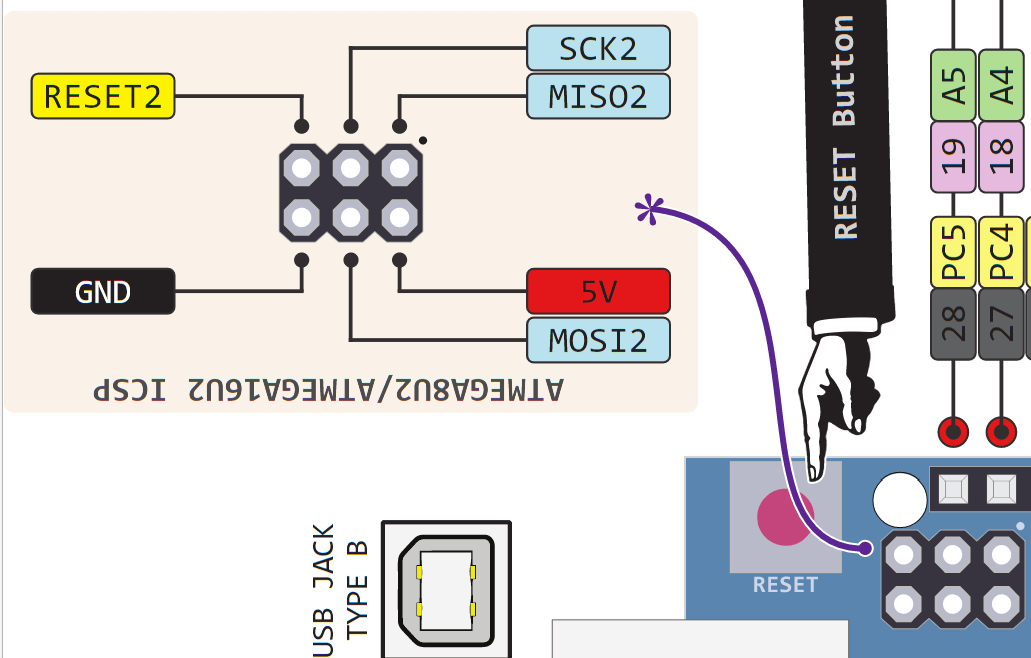 SCK2
RESET2
MISO2
GND
5V
MOSI2
ATMEGA8U2/ATMEGA16U2 ICSP
RESET Button
A5
A4
19
18
PC5
PC4
28
27
USB JACK
TYPE B
RESET